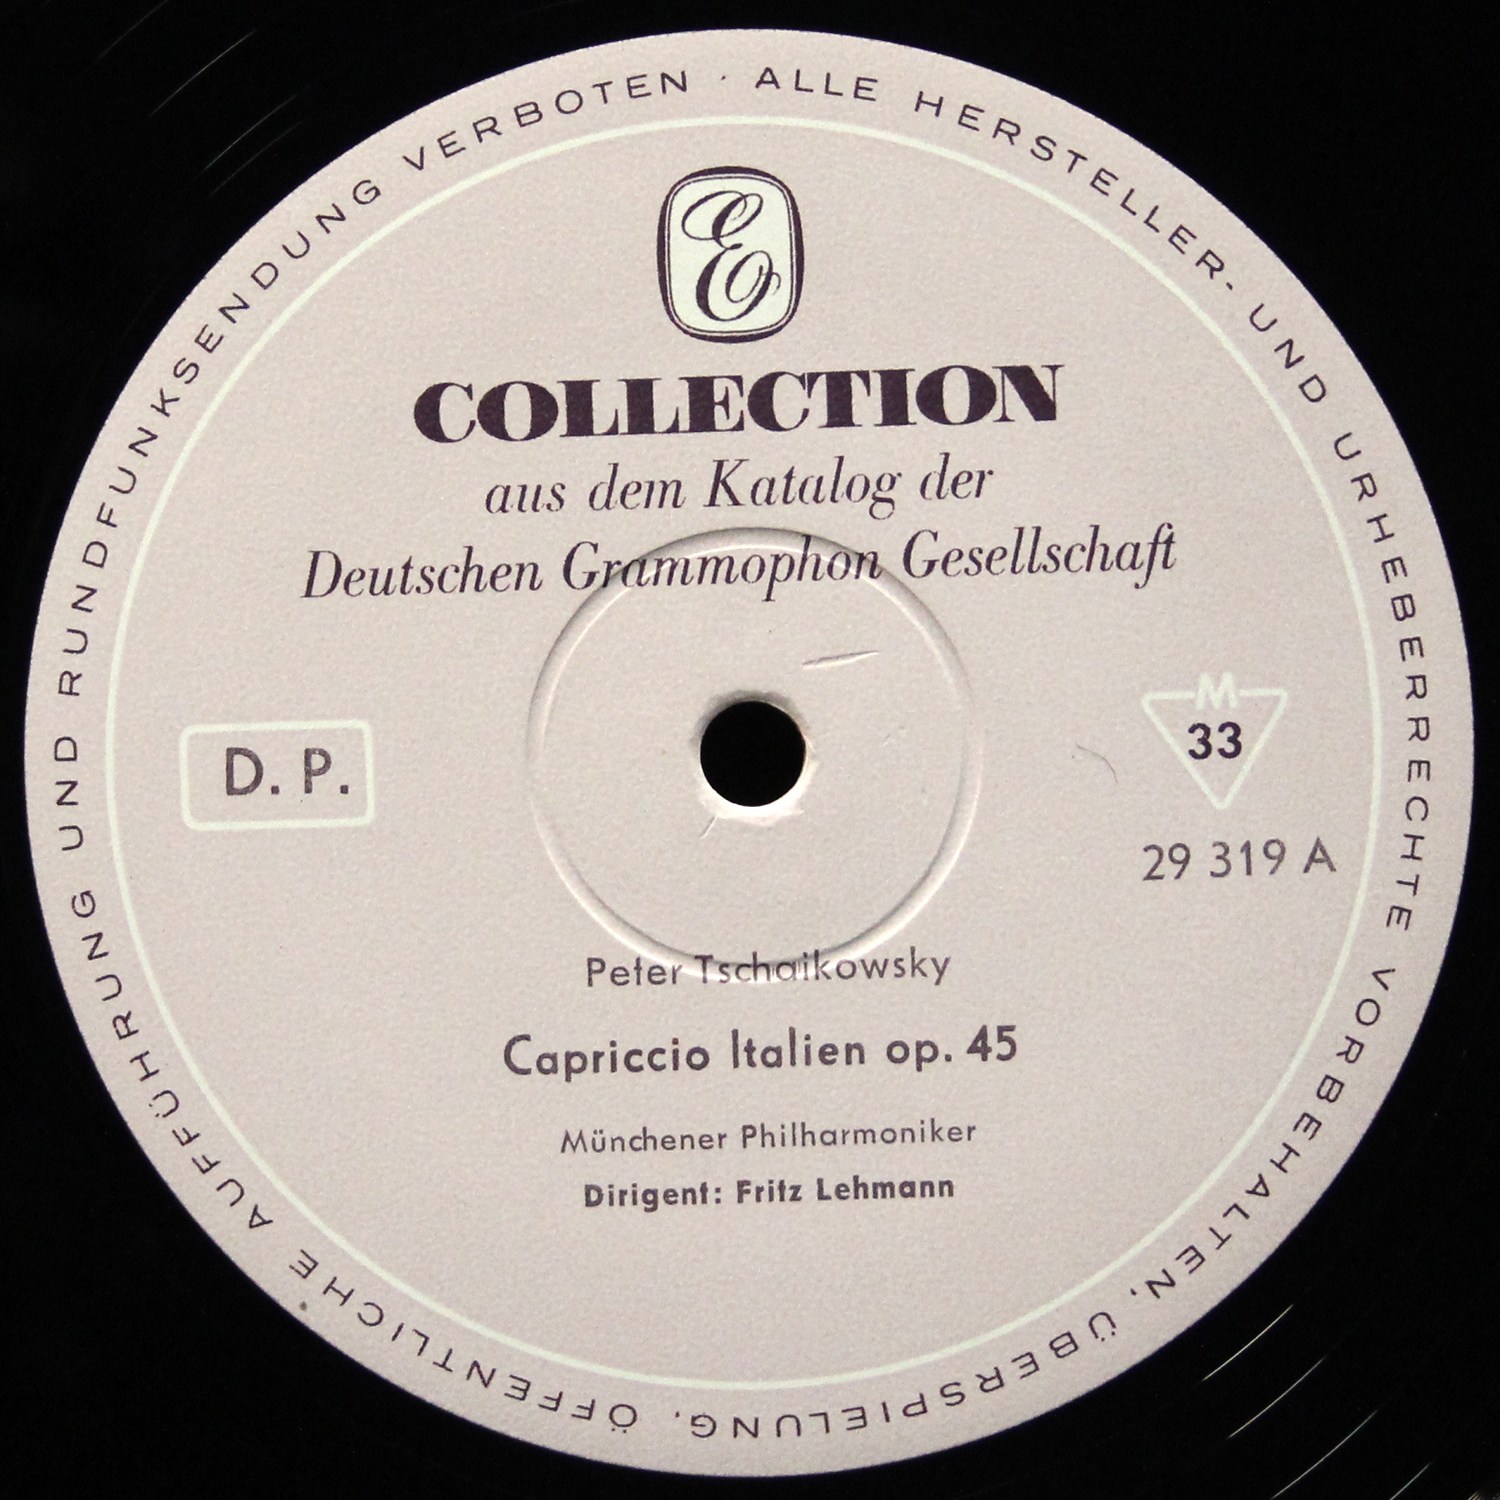 ALLE HERSTELLER- UND URHEBERRECHTE VORBEHALTEN, ÜBERSPIELUNG, ÖFFENTLICHE AUFFÜHRUNG UND RUNDFUNKSENDUNG VERBOTEN ·
E
COLLECTION
aus dem Katalog der
Deutschen Grammophon Gesellschaft
D. P.
M
33
29 319 A
Peter Tschaikowsky
Capriccio Italien op. 45
Münchener Philharmoniker
Dirigent: Fritz Lehmann